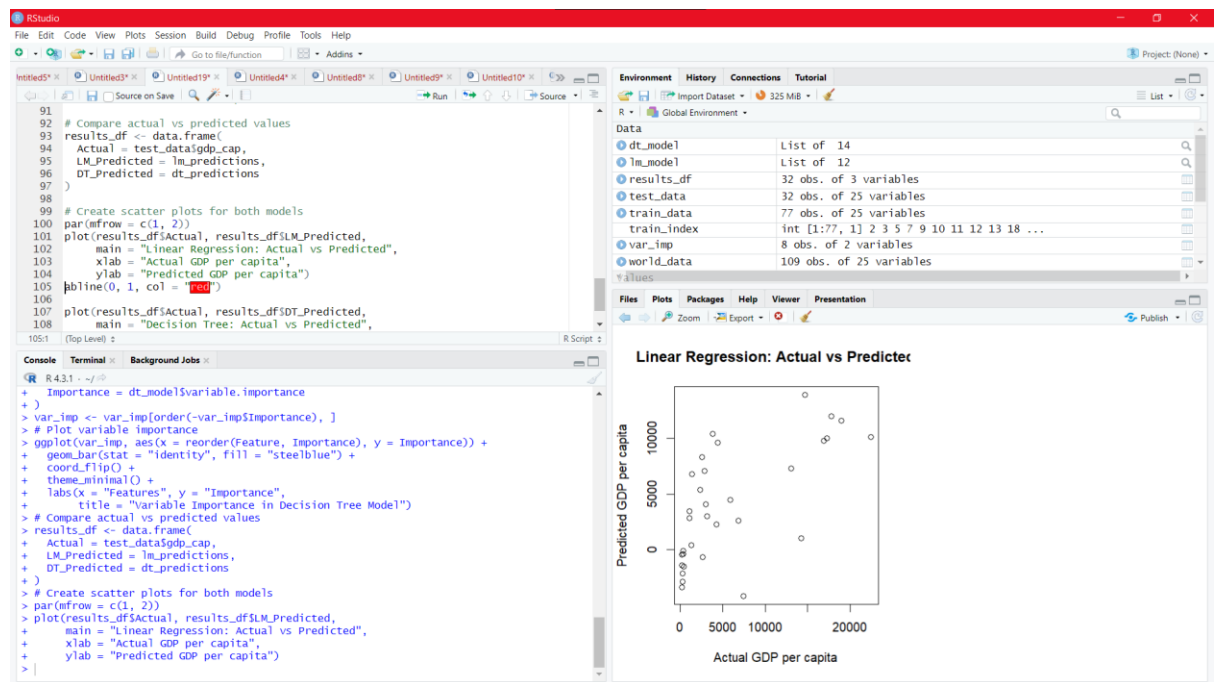 RStudio
File Edit Code View Plots Session Build Debug Profile Tools Help
Go to file/function Addins Project: (None)
ntitled5* Untitled3* Untitled19* Untitled4* Untitled8* Untitled9* Untitled10*
Source on Save Run Source
91
92 # Compare actual vs predicted values
93 results_df <- data.frame(
94 Actual = test_data$gdp_cap,
95 LM_Predicted = lm_predictions,
96 DT_Predicted = dt_predictions
97 )
98
99 # Create scatter plots for both models
100 par(mfrow = c(1, 2))
101 plot(results_df$Actual, results_df$LM_Predicted,
102 main = "Linear Regression: Actual vs Predicted",
103 xlab = "Actual GDP per capita",
104 ylab = "Predicted GDP per capita")
105 abline(0, 1, col = "red")
106
107 plot(results_df$Actual, results_df$DT_Predicted,
108 main = "Decision Tree: Actual vs Predicted",
105:1 (Top Level) R Script
Console Terminal Background Jobs
R 4.3.1 · ~/
+ Importance = dt_model$variable.importance
+ )
> var_imp <- var_imp[order(-var_imp$Importance), ]
> # Plot variable importance
> ggplot(var_imp, aes(x = reorder(Feature, Importance), y = Importance)) +
+ geom_bar(stat = "identity", fill = "steelblue") +
+ coord_flip() +
+ theme_minimal() +
+ labs(x = "Features", y = "Importance",
+ title = "Variable Importance in Decision Tree Model")
> # Compare actual vs predicted values
> results_df <- data.frame(
+ Actual = test_data$gdp_cap,
+ LM_Predicted = lm_predictions,
+ DT_Predicted = dt_predictions
+ )
> # Create scatter plots for both models
> par(mfrow = c(1, 2))
> plot(results_df$Actual, results_df$LM_Predicted,
+ main = "Linear Regression: Actual vs Predicted",
+ xlab = "Actual GDP per capita",
+ ylab = "Predicted GDP per capita")
>
Environment History Connections Tutorial
Import Dataset 325 MiB List
R Global Environment
Data
dt_model List of 14
lm_model List of 12
results_df 32 obs. of 3 variables
test_data 32 obs. of 25 variables
train_data 77 obs. of 25 variables
train_index int [1:77, 1] 2 3 5 7 9 10 11 12 13 18 ...
var_imp 8 obs. of 2 variables
world_data 109 obs. of 25 variables
Values
Files Plots Packages Help Viewer Presentation
Zoom Export Publish
Linear Regression: Actual vs Predicted
Predicted GDP per capita
10000
5000
0
0 5000 10000 20000
Actual GDP per capita